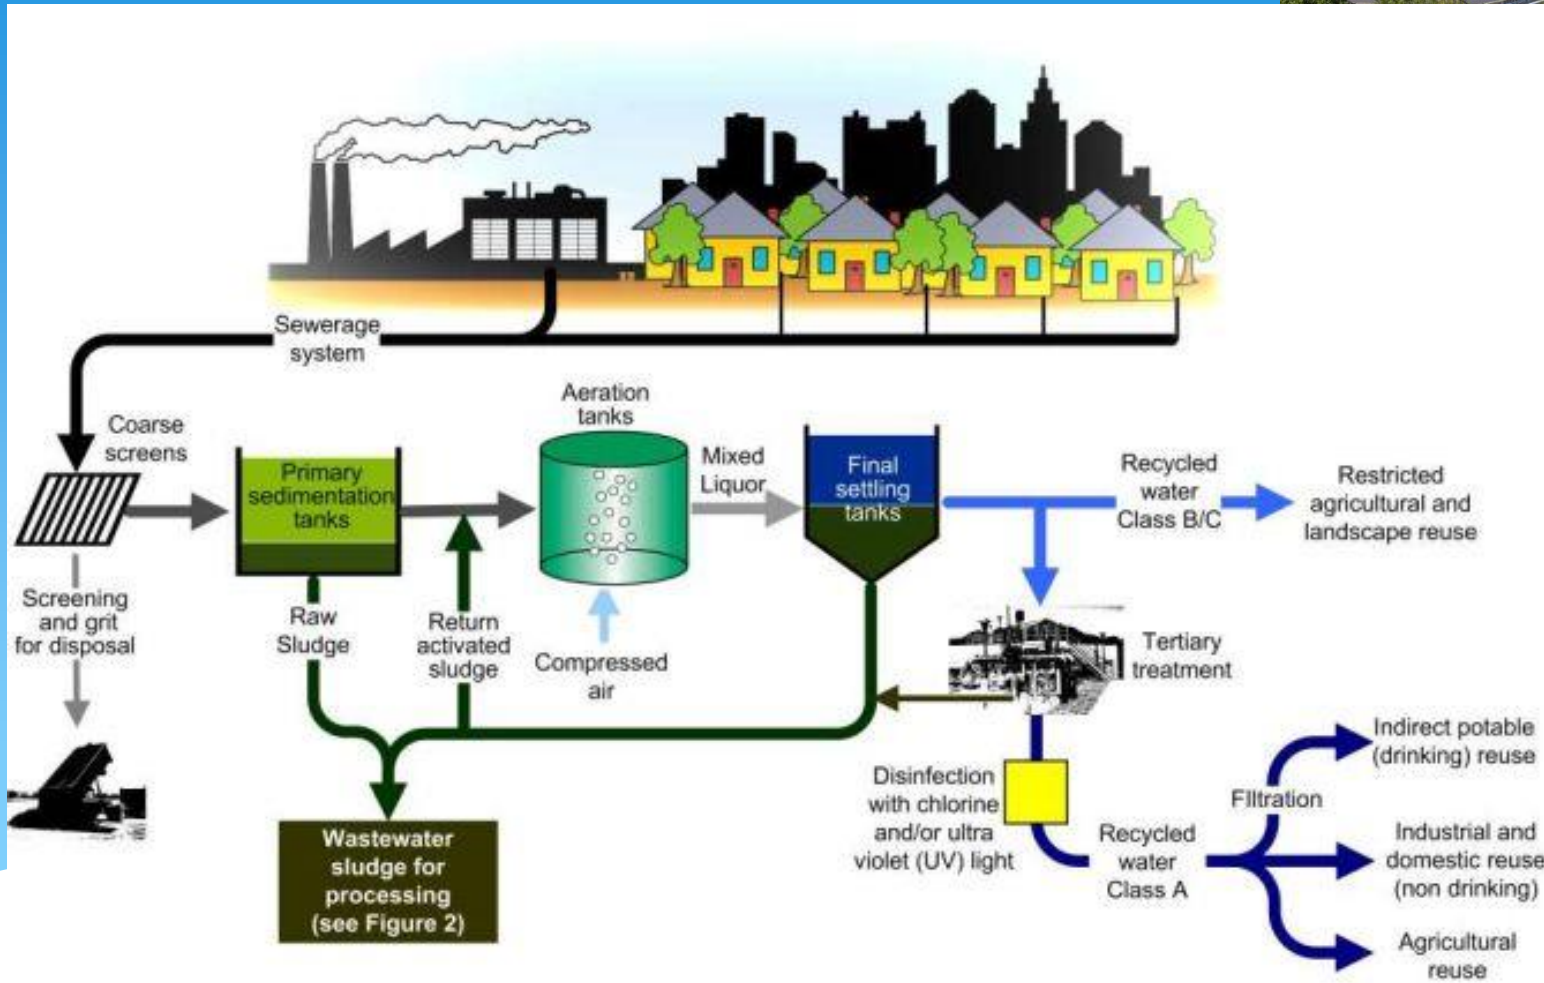 Sewerage
system
Coarse
screens
Primary
sedimentation
tanks
Aeration
tanks
Mixed
Liquor
Final
settling
tanks
Recycled
water
Class B/C
Restricted
agricultural and
landscape reuse
Screening
and grit
for disposal
Raw
Sludge
Return
activated
sludge
Compressed
air
Tertiary
treatment
Wastewater
sludge for
processing
(see Figure 2)
Disinfection
with chlorine
and/or ultra
violet (UV) light
Recycled
water
Class A
FIltration
Indirect potable
(drinking) reuse
Industrial and
domestic reuse
(non drinking)
Agricultural
reuse